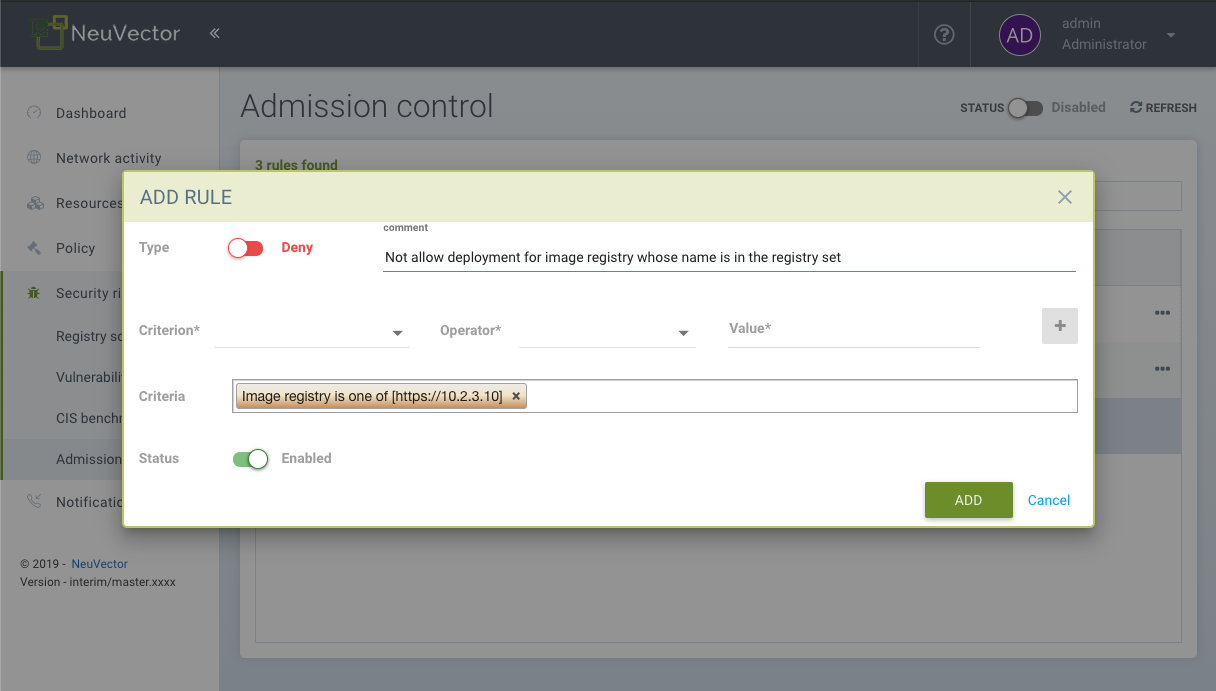 NeuVector «
? AD admin
Administrator
Dashboard
Network activity
Resources
Policy
Security ri
Registry sc
Vulnerabili
CIS bench
Admission
Notificatio
© 2019 - NeuVector
Version - interim/master.xxxx
Admission control
STATUS Disabled REFRESH
3 rules found
ADD RULE
Type Deny
comment
Not allow deployment for image registry whose name is in the registry set
Criterion* Operator* Value* +
Criteria Image registry is one of [https://10.2.3.10] ×
Status Enabled
ADD Cancel